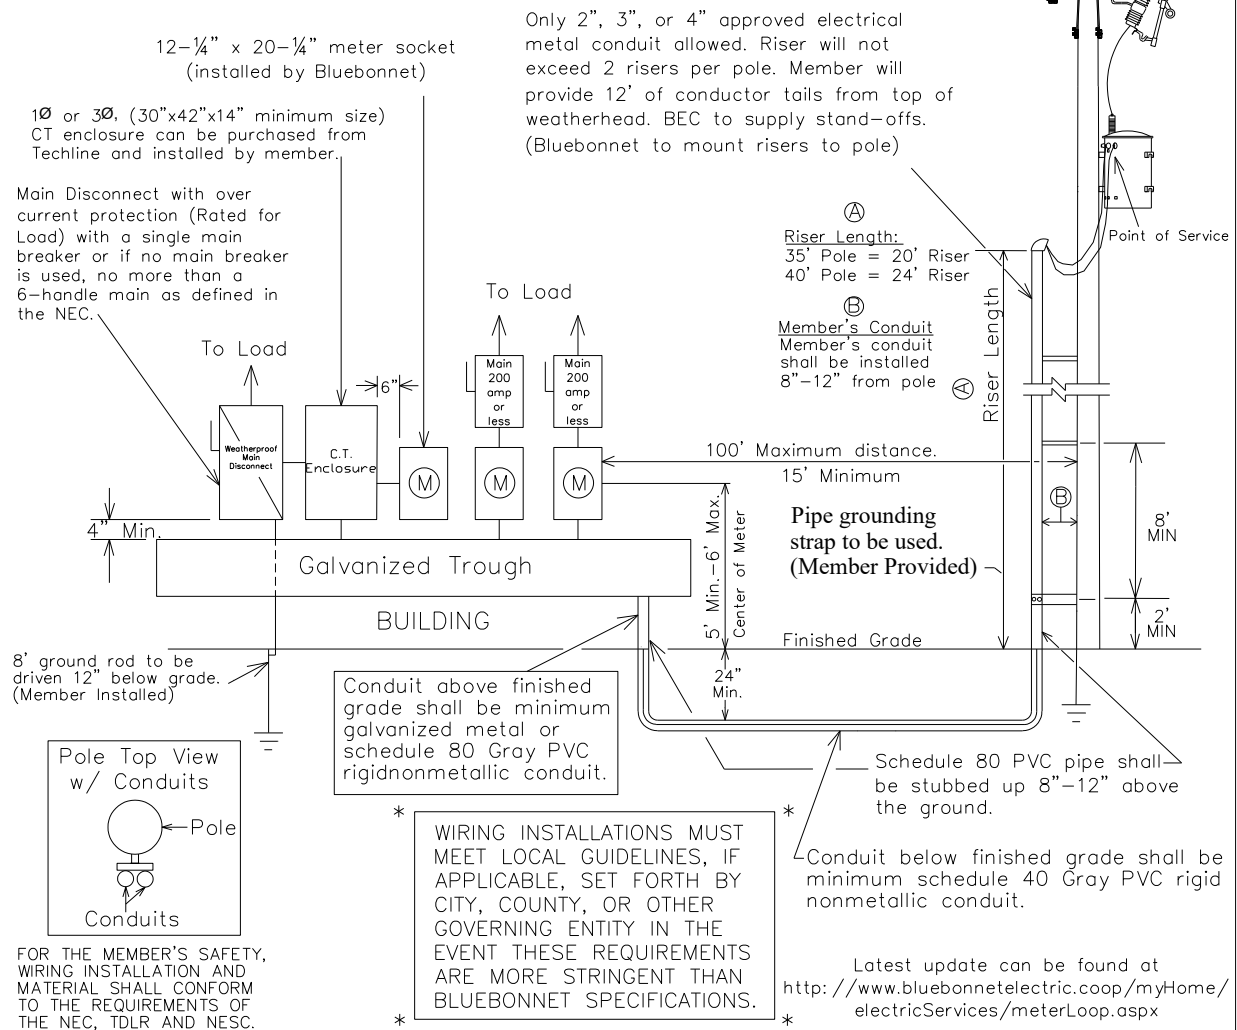 12-¼" x 20-¼" meter socket
(installed by Bluebonnet)
1Ø or 3Ø, (30"x42"x14" minimum size)
CT enclosure can be purchased from
Techline and installed by member.
Main Disconnect with over
current protection (Rated for
Load) with a single main
breaker or if no main breaker
is used, no more than a
6-handle main as defined in
the NEC.
Only 2", 3", or 4" approved electrical
metal conduit allowed. Riser will not
exceed 2 risers per pole. Member will
provide 12' of conductor tails from top of
weatherhead. BEC to supply stand-offs.
(Bluebonnet to mount risers to pole)
Point of Service
A
Riser Length:
35' Pole = 20' Riser
40' Pole = 24' Riser
B
Member's Conduit
Member's conduit
shall be installed
8"-12" from pole
A
Riser Length
To Load
To Load
Main
200
amp
or
less
Main
200
amp
or
less
6"
Weatherproof
Main
Disconnect
C.T.
Enclosure
M
M
M
100' Maximum distance.
15' Minimum
4" Min.
Galvanized Trough
BUILDING
5' Min.-6' Max.
Center of Meter
Pipe grounding
strap to be used.
(Member Provided)
B
8'
MIN
2'
MIN
Finished Grade
24"
Min.
8' ground rod to be
driven 12" below grade.
(Member Installed)
Conduit above finished
grade shall be minimum
galvanized metal or
schedule 80 Gray PVC
rigidnonmetallic conduit.
Schedule 80 PVC pipe shall
be stubbed up 8"-12" above
the ground.
Conduit below finished grade shall be
minimum schedule 40 Gray PVC rigid
nonmetallic conduit.
Pole Top View
w/ Conduits
Pole
Conduits
FOR THE MEMBER'S SAFETY,
WIRING INSTALLATION AND
MATERIAL SHALL CONFORM
TO THE REQUIREMENTS OF
THE NEC, TDLR AND NESC.
* *
WIRING INSTALLATIONS MUST
MEET LOCAL GUIDELINES, IF
APPLICABLE, SET FORTH BY
CITY, COUNTY, OR OTHER
GOVERNING ENTITY IN THE
EVENT THESE REQUIREMENTS
ARE MORE STRINGENT THAN
BLUEBONNET SPECIFICATIONS.
* *
Latest update can be found at
http://www.bluebonnetelectric.coop/myHome/
electricServices/meterLoop.aspx